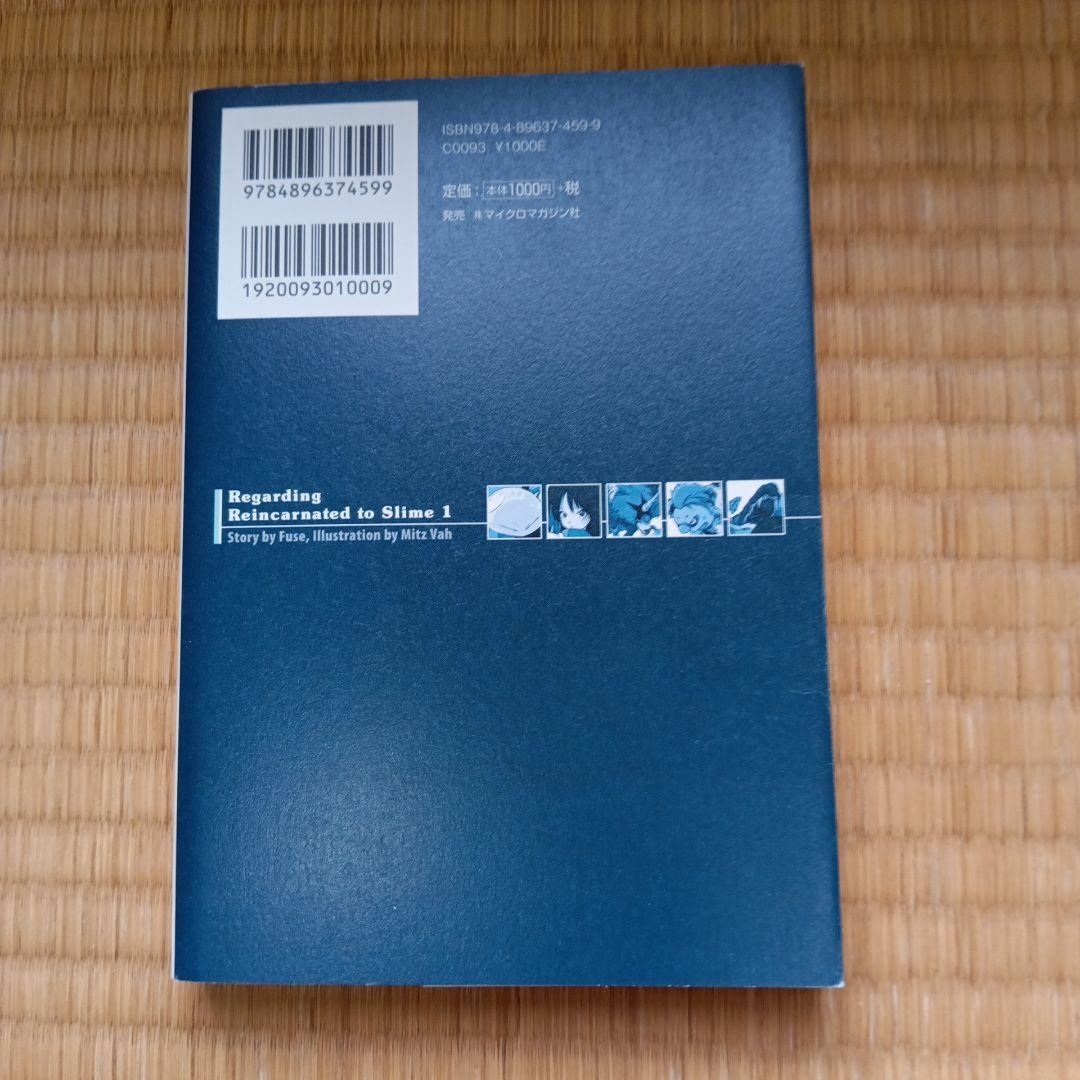 9784896374599
1920093010009
ISBN978-4-89637-459-9
C0093 ¥1000E
定価:本体1000円+税
発売 ㈱マイクロマガジン社
Regarding
Reincarnated to Slime 1
Story by Fuse, Illustration by Mitz Vah